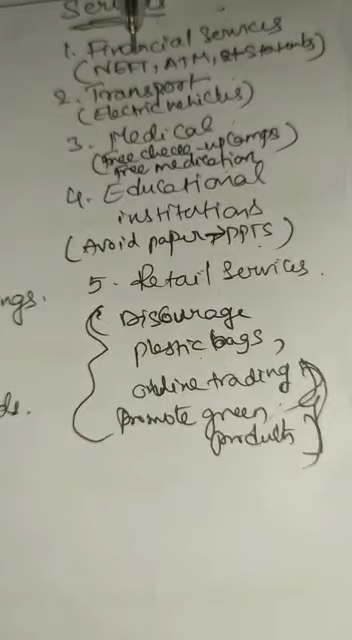 1. Financial Services
(NEFT, ATM,
2. Transport
(Electric vehicles)
3. Medical
(free check-up camps)
free medication
4. Educational
institutions
(Avoid paper→PPTS)
5. Retail Services.
ngs.
Discourage
plastic bags,
online trading
ds.
promote green
products